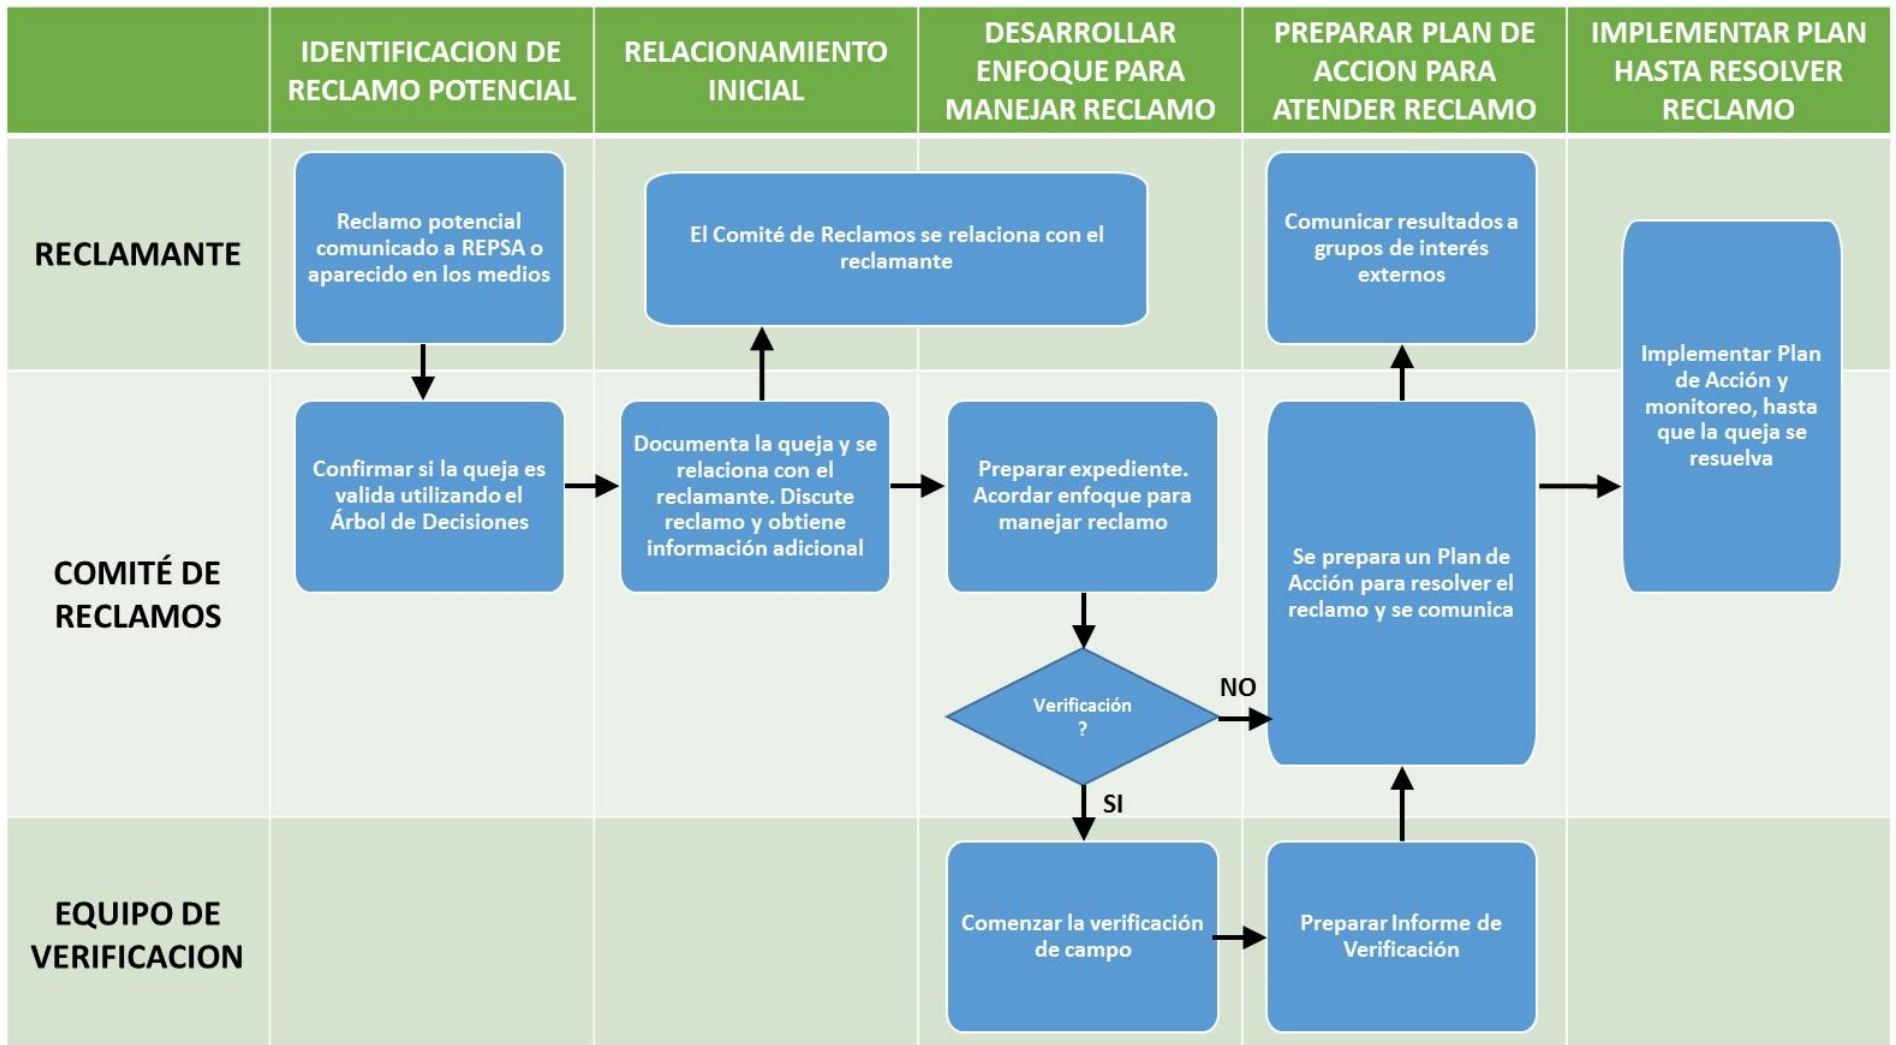 IDENTIFICACION DE
RECLAMO POTENCIAL
RELACIONAMIENTO
INICIAL
DESARROLLAR
ENFOQUE PARA
MANEJAR RECLAMO
PREPARAR PLAN DE
ACCION PARA
ATENDER RECLAMO
IMPLEMENTAR PLAN
HASTA RESOLVER
RECLAMO
RECLAMANTE
Reclamo potencial
comunicado a REPSA o
aparecido en los medios
El Comité de Reclamos se relaciona con el
reclamante
Comunicar resultados a
grupos de interés
externos
Implementar Plan
de Acción y
monitoreo, hasta
que la queja se
resuelva
COMITÉ DE
RECLAMOS
Confirmar si la queja es
valida utilizando el
Árbol de Decisiones
Documenta la queja y se
relaciona con el
reclamante. Discute
reclamo y obtiene
información adicional
Preparar expediente.
Acordar enfoque para
manejar reclamo
Se prepara un Plan de
Acción para resolver el
reclamo y se comunica
Verificación
?
NO
SI
EQUIPO DE
VERIFICACION
Comenzar la verificación
de campo
Preparar Informe de
Verificación